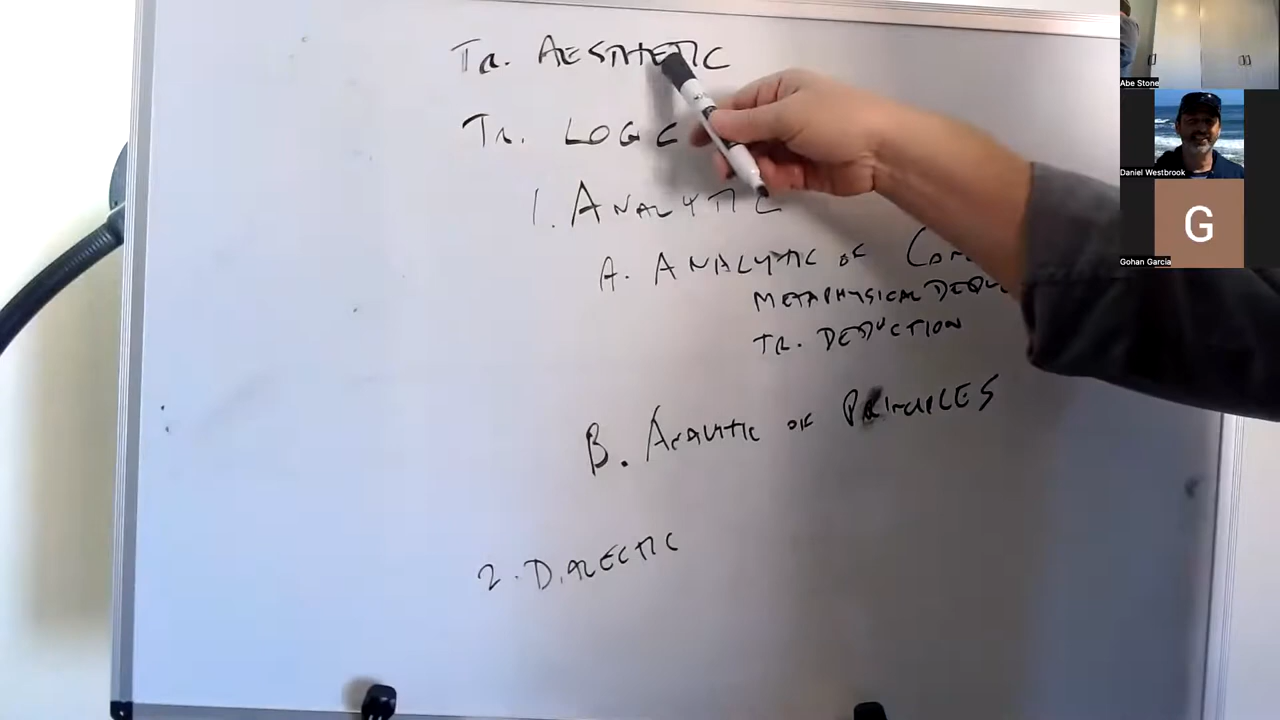 Tr. AESTHETIC
Tr. LOGC
1. ANALYTIC
A. ANALYTIC OF
METAPHYSICAL
TR. DEDUCTION
B. ANALYTIC OF PRINCIPLES
2. DIALECTIC
Abe Stone
Daniel Westbrook
G
Gohan Garcia